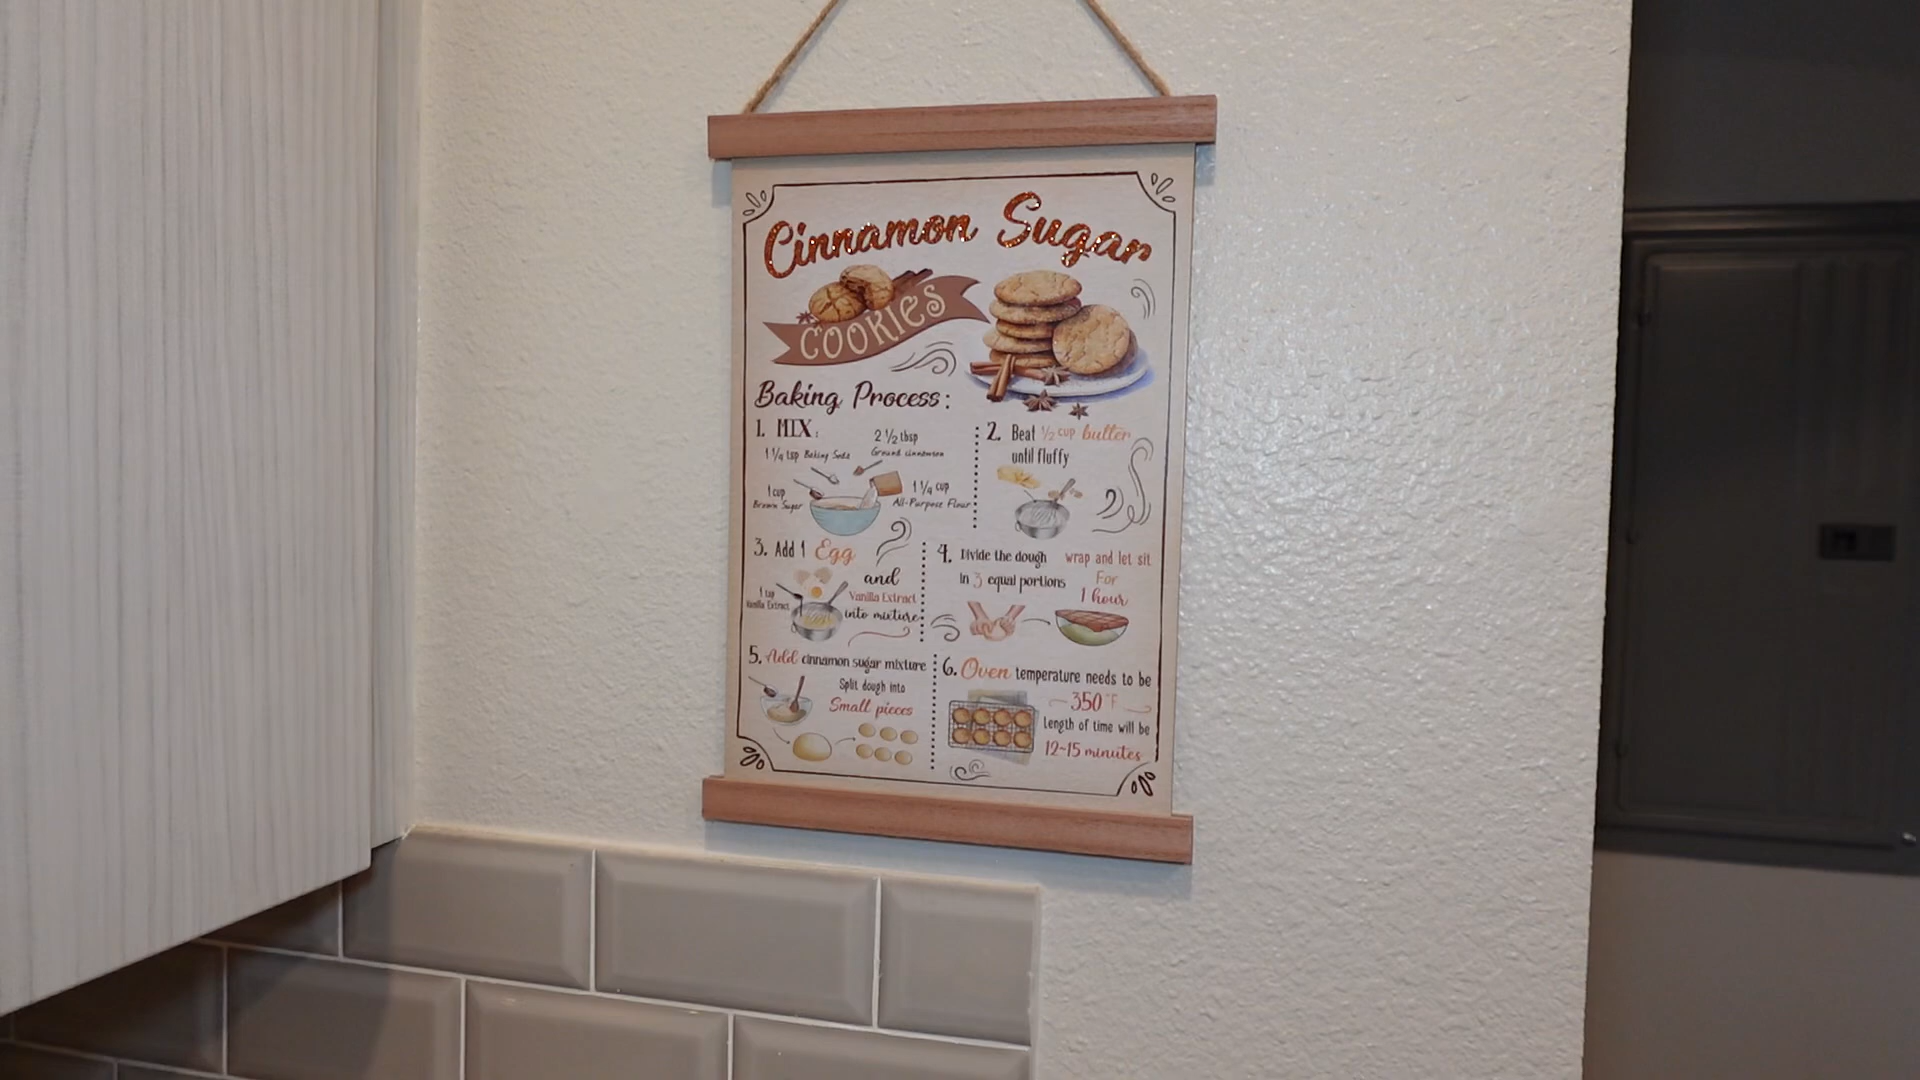 Cinnamon Sugar
COOKIES
Baking Process:
1. MIX:
2 ½ tbsp
Ground cinnamon
1 ¼ tsp Baking Soda
1 cup
Brown Sugar
1 ¼ cup
All-Purpose Flour
2. Beat ½ cup butter
until fluffy
3. Add 1 Egg
and
1 tsp
Vanilla Extract
Vanilla Extract
into mixture
4. Divide the dough
in 3 equal portions
wrap and let sit
For
1 hour
5. Add cinnamon sugar mixture
Split dough into
Small pieces
6. Oven temperature needs to be
350°F
Length of time will be
12-15 minutes